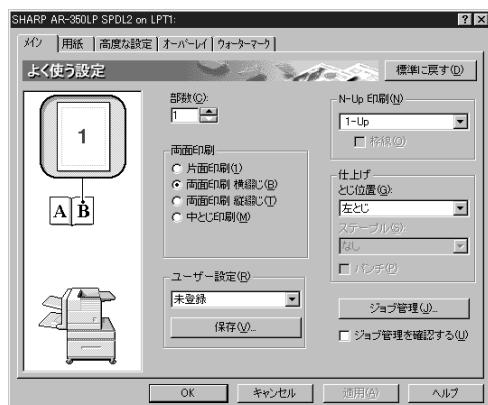 SHARP AR-350LP SPDL2 on LPT1:
メイン
用紙
高度な設定
オーバーレイ
ウォーターマーク
よく使う設定
標準に戻す(D)
1
A B
部数(C):
1
両面印刷
片面印刷(1)
両面印刷 横綴じ(B)
両面印刷 縦綴じ(T)
中とじ印刷(M)
ユーザー設定(R)
未登録
保存(V)...
N-Up 印刷(N)
1-Up
枠線(O)
仕上げ
とじ位置(G):
左とじ
ステープル(S):
なし
パンチ(P)
ジョブ管理(J)...
ジョブ管理を確認する(U)
OK
キャンセル
適用(A)
ヘルプ